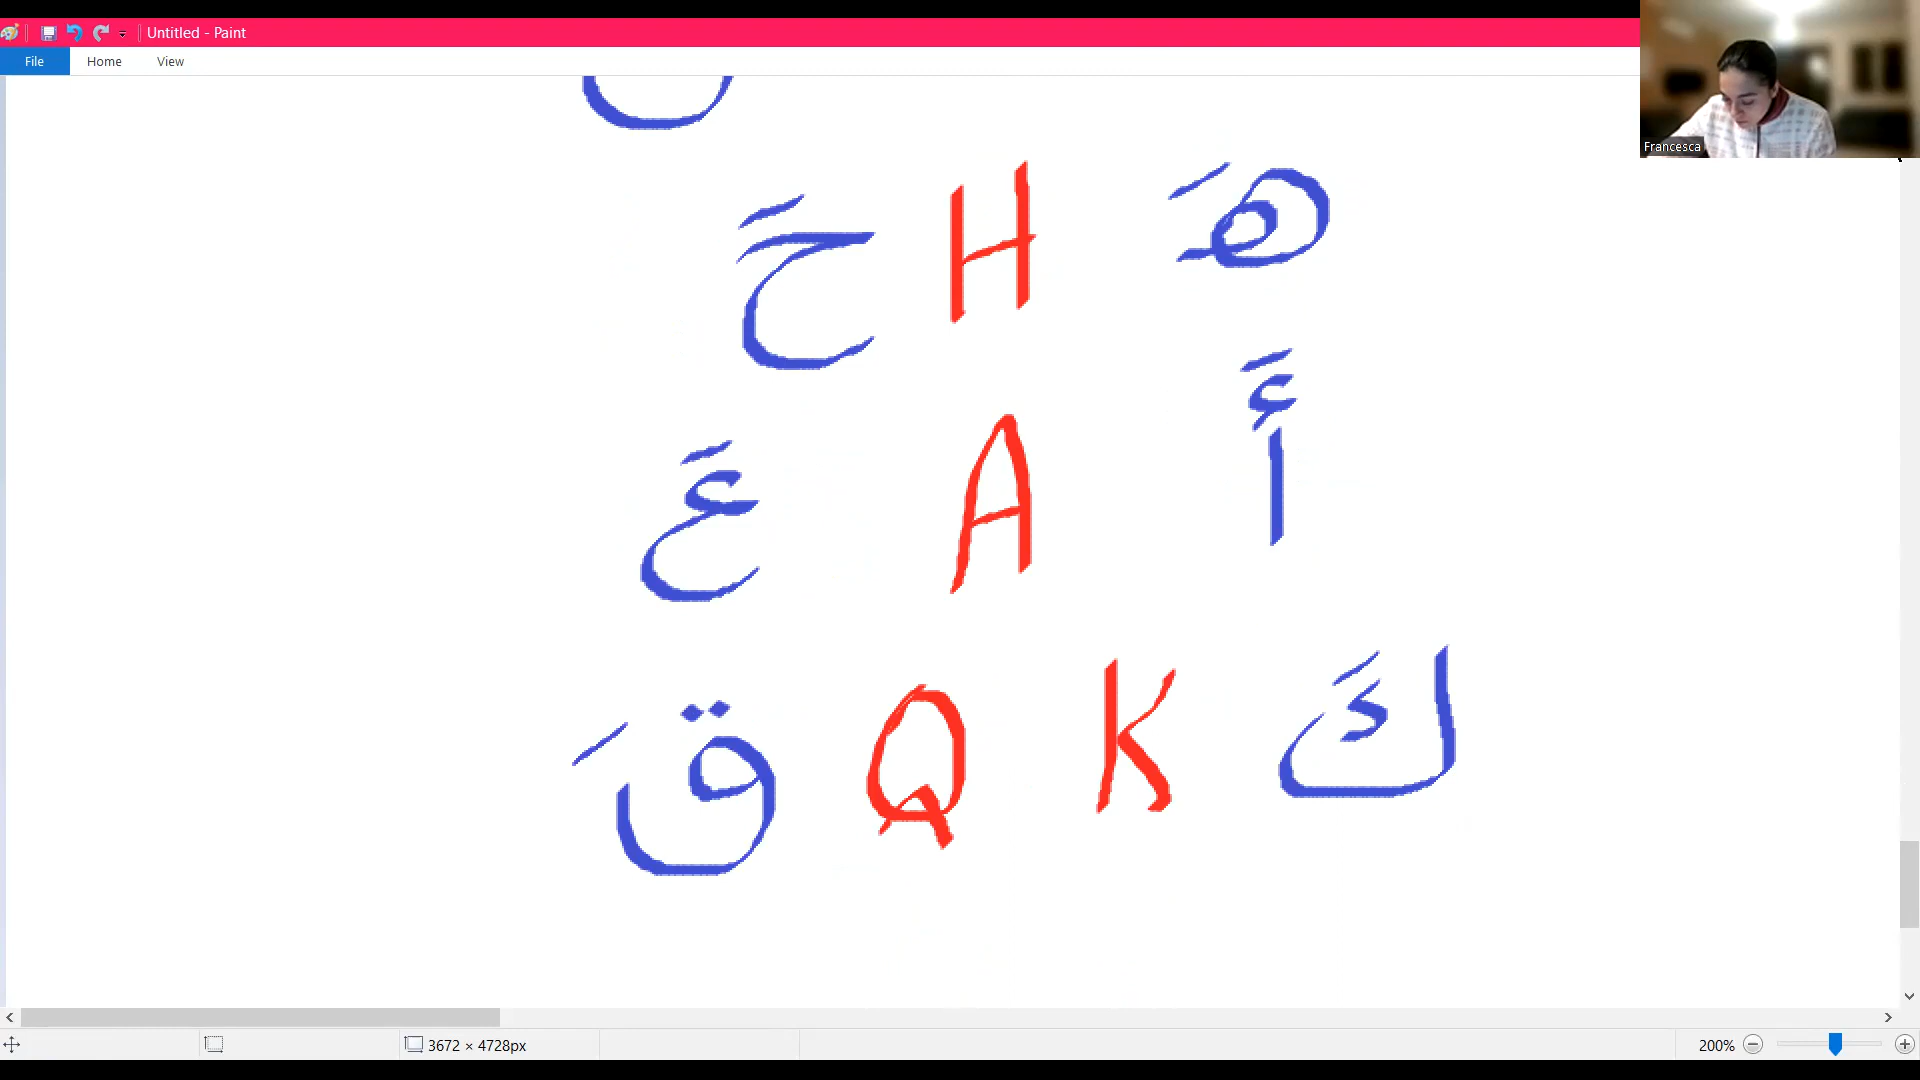 Untitled - Paint
File Home View
Francesca
حَ H هَ
عَ A أَ
قَ Q K كَ
3672 × 4728px 200%